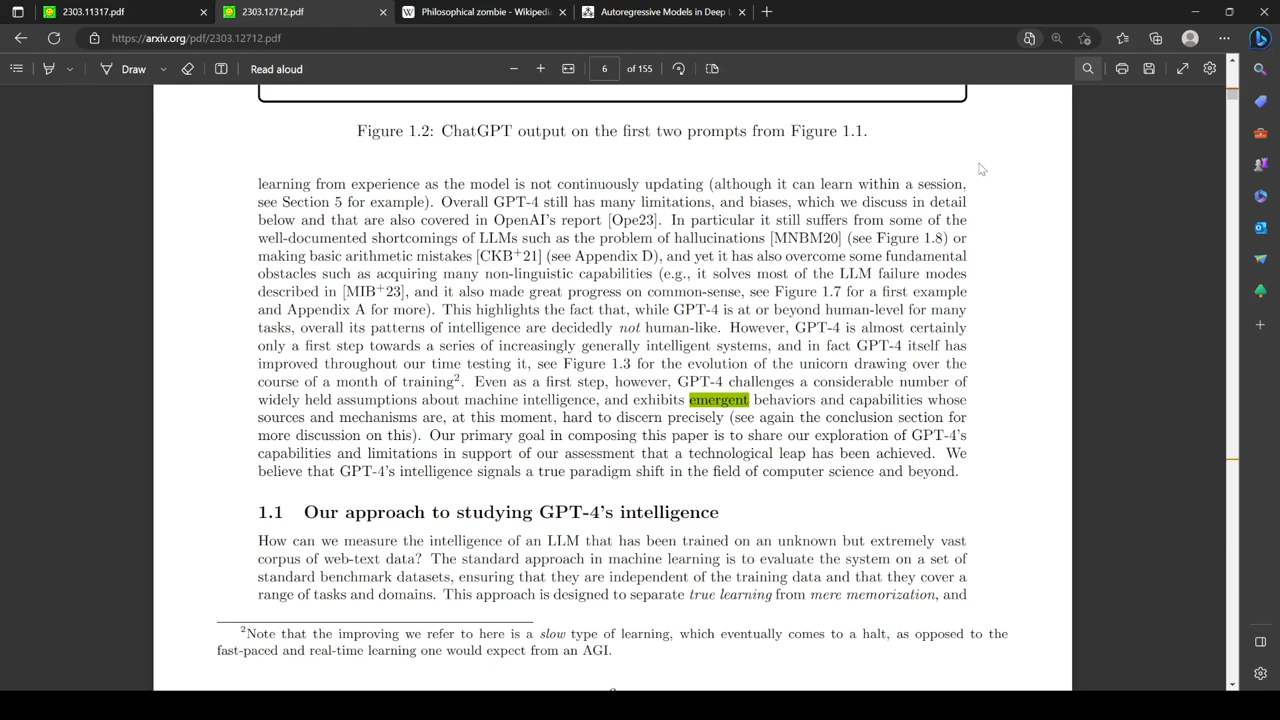 2303.11317.pdf
2303.12712.pdf
Philosophical zombie - Wikipedi
Autoregressive Models in Deep L
https://arxiv.org/pdf/2303.12712.pdf
Draw
Read aloud
6 of 155
Figure 1.2: ChatGPT output on the first two prompts from Figure 1.1.
learning from experience as the model is not continuously updating (although it can learn within a session,
see Section 5 for example). Overall GPT-4 still has many limitations, and biases, which we discuss in detail
below and that are also covered in OpenAI's report [Ope23]. In particular it still suffers from some of the
well-documented shortcomings of LLMs such as the problem of hallucinations [MNBM20] (see Figure 1.8) or
making basic arithmetic mistakes [CKB+21] (see Appendix D), and yet it has also overcome some fundamental
obstacles such as acquiring many non-linguistic capabilities (e.g., it solves most of the LLM failure modes
described in [MIB+23], and it also made great progress on common-sense, see Figure 1.7 for a first example
and Appendix A for more). This highlights the fact that, while GPT-4 is at or beyond human-level for many
tasks, overall its patterns of intelligence are decidedly not human-like. However, GPT-4 is almost certainly
only a first step towards a series of increasingly generally intelligent systems, and in fact GPT-4 itself has
improved throughout our time testing it, see Figure 1.3 for the evolution of the unicorn drawing over the
course of a month of training2. Even as a first step, however, GPT-4 challenges a considerable number of
widely held assumptions about machine intelligence, and exhibits emergent behaviors and capabilities whose
sources and mechanisms are, at this moment, hard to discern precisely (see again the conclusion section for
more discussion on this). Our primary goal in composing this paper is to share our exploration of GPT-4's
capabilities and limitations in support of our assessment that a technological leap has been achieved. We
believe that GPT-4's intelligence signals a true paradigm shift in the field of computer science and beyond.
1.1 Our approach to studying GPT-4's intelligence
How can we measure the intelligence of an LLM that has been trained on an unknown but extremely vast
corpus of web-text data? The standard approach in machine learning is to evaluate the system on a set of
standard benchmark datasets, ensuring that they are independent of the training data and that they cover a
range of tasks and domains. This approach is designed to separate true learning from mere memorization, and
2Note that the improving we refer to here is a slow type of learning, which eventually comes to a halt, as opposed to the
fast-paced and real-time learning one would expect from an AGI.